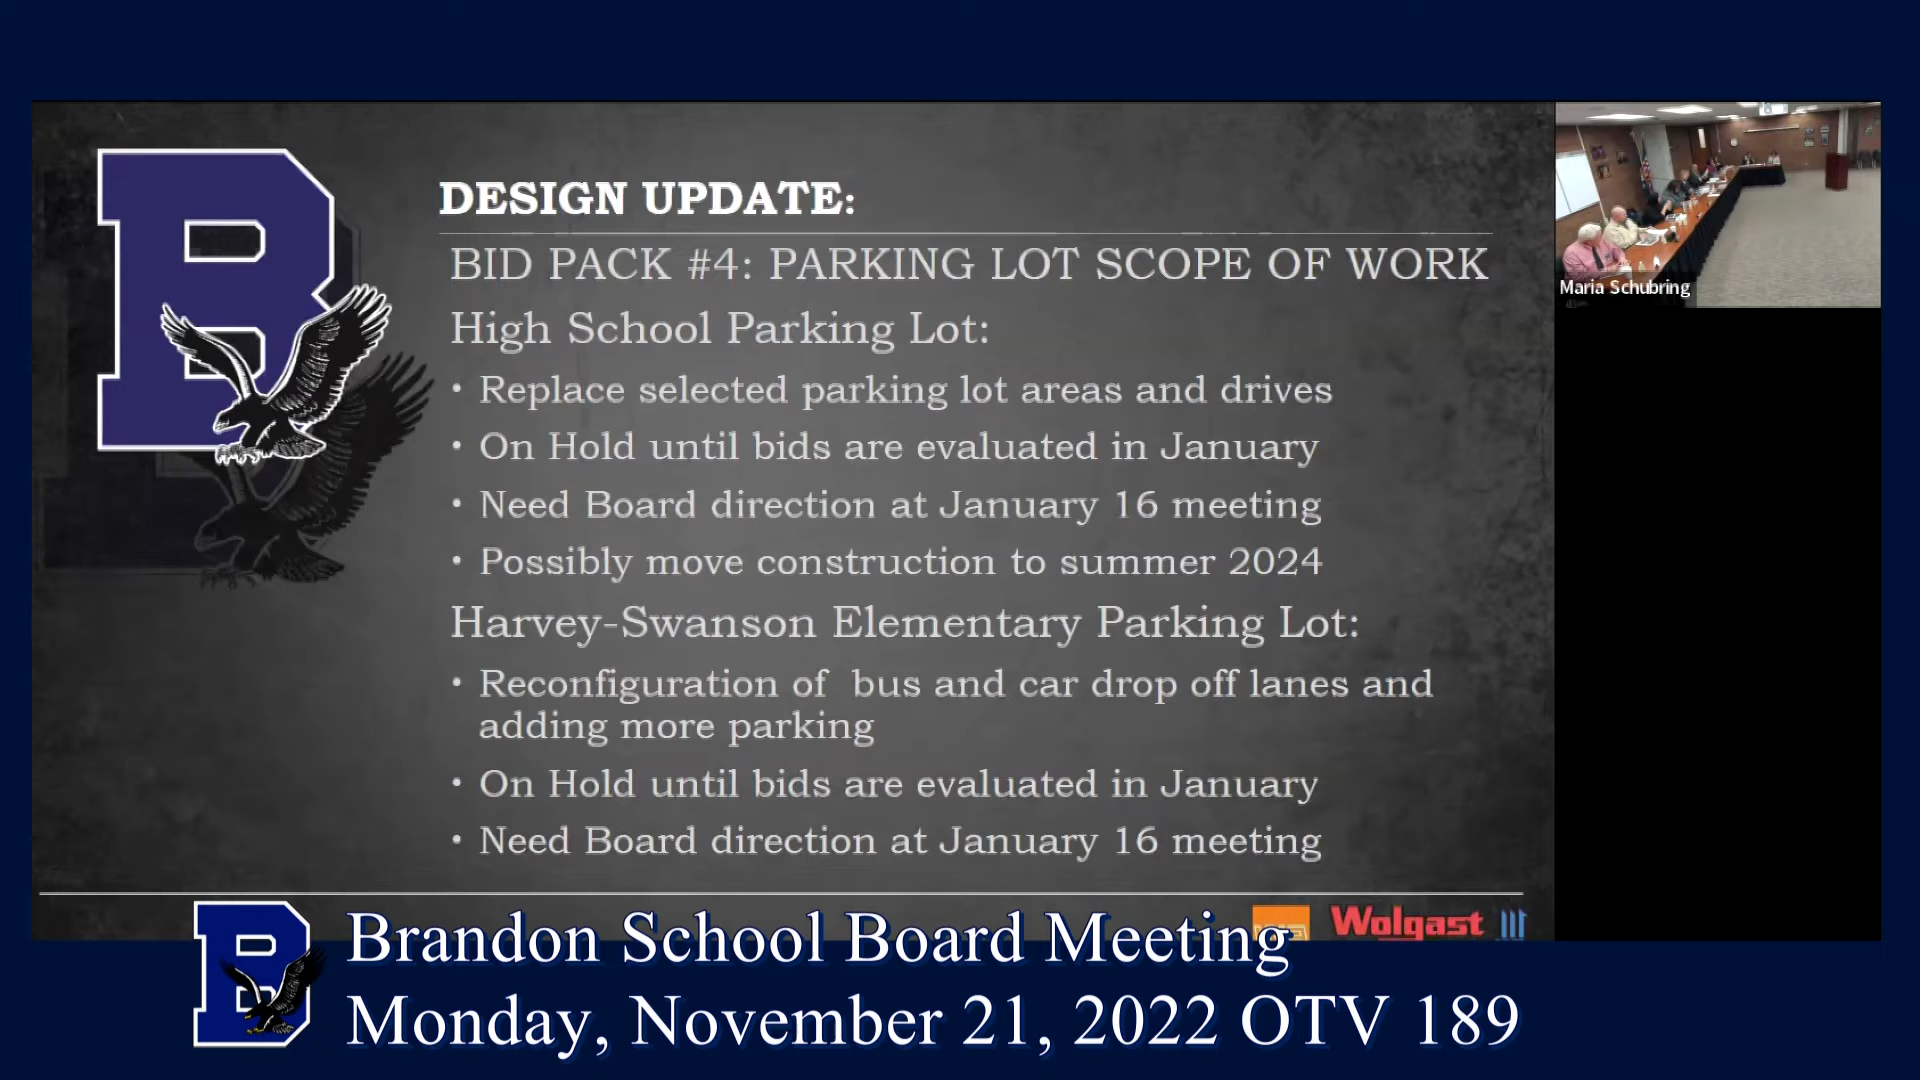 DESIGN UPDATE:
BID PACK #4: PARKING LOT SCOPE OF WORK
High School Parking Lot:
• Replace selected parking lot areas and drives
• On Hold until bids are evaluated in January
• Need Board direction at January 16 meeting
• Possibly move construction to summer 2024
Harvey-Swanson Elementary Parking Lot:
• Reconfiguration of bus and car drop off lanes and
adding more parking
• On Hold until bids are evaluated in January
• Need Board direction at January 16 meeting
Maria Schubring
B
Wolgast
B
Brandon School Board Meeting
Monday, November 21, 2022 OTV 189